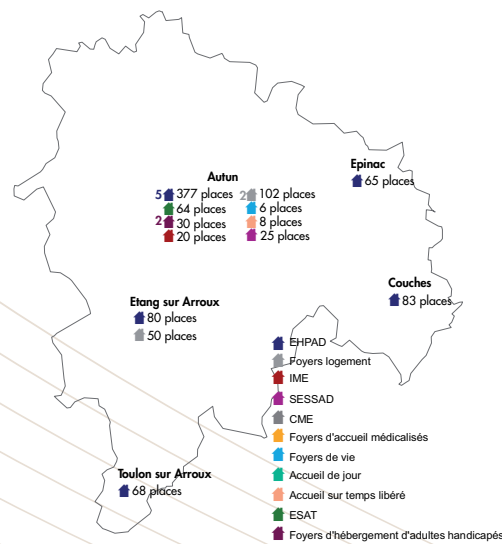 Epinac
65 places
Autun
5 377 places 2 102 places
64 places 6 places
2 30 places 8 places
20 places 25 places
Couches
83 places
Etang sur Arroux
80 places
50 places
EHPAD
Foyers logement
IME
SESSAD
CME
Foyers d'accueil médicalisés
Foyers de vie
Accueil de jour
Accueil sur temps libéré
ESAT
Foyers d'hébergement d'adultes handicapés
Toulon sur Arroux
68 places